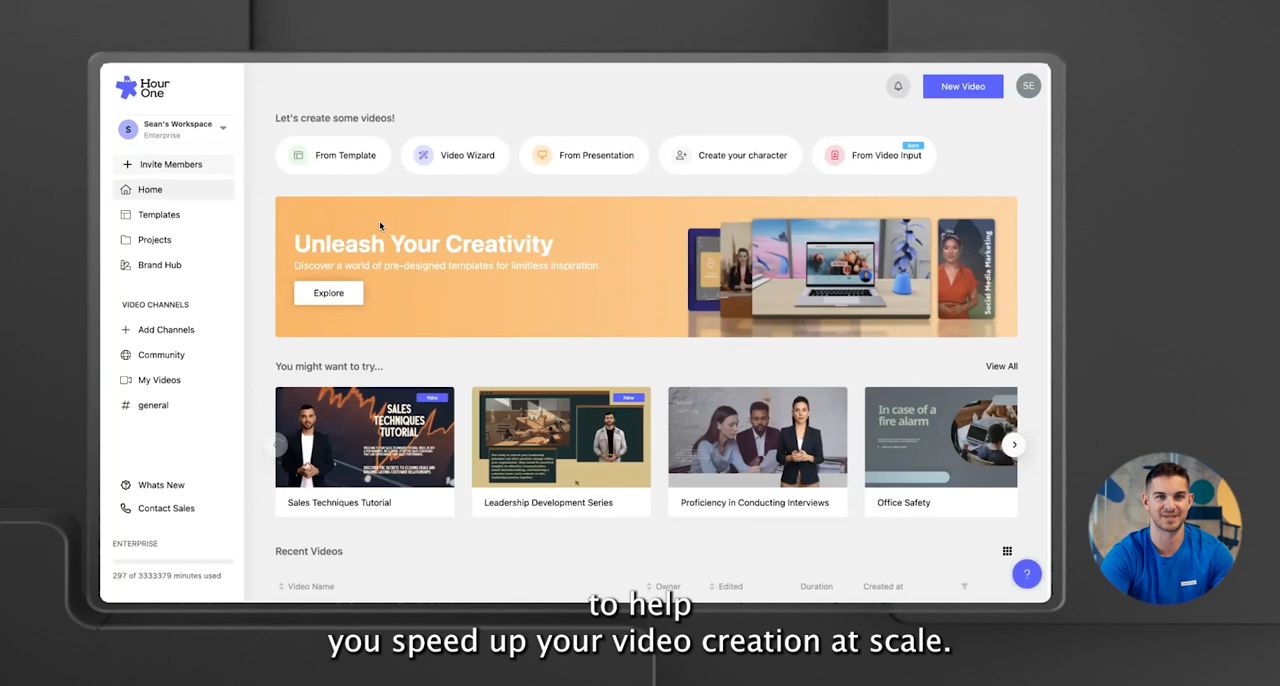 Hour
One
New Video
SE
S
Sean's Workspace
Enterprise
Invite Members
Home
Templates
Projects
Brand Hub
VIDEO CHANNELS
Add Channels
Community
My Videos
# general
Whats New
Contact Sales
ENTERPRISE
297 of 3333379 minutes used
Let's create some videos!
From Template
Video Wizard
From Presentation
Create your character
Beta
From Video Input
Unleash Your Creativity
Discover a world of pre-designed templates for limitless inspiration
Explore
Social Media Marketing
You might want to try...
View All
New
SALES
TECHNIQUES
TUTORIAL
Sales Techniques Tutorial
New
Leadership Development Series
Proficiency in Conducting Interviews
In case of a
fire alarm
Office Safety
Recent Videos
Video Name
Owner
Edited
Duration
Created at
?
to help
you speed up your video creation at scale.